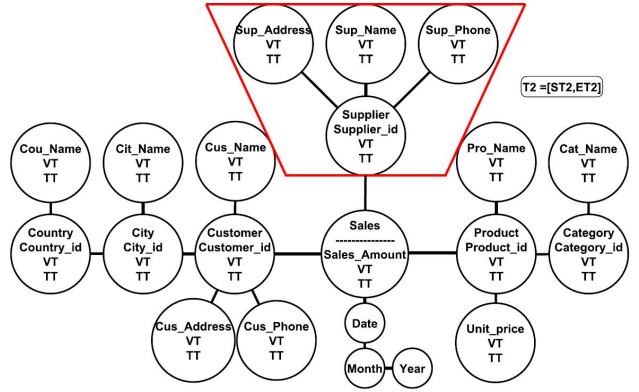 Sup_Address
VT
TT
Sup_Name
VT
TT
Sup_Phone
VT
TT
T2 =[ST2,ET2]
Supplier
Supplier_id
VT
TT
Cou_Name
VT
TT
Cit_Name
VT
TT
Cus_Name
VT
TT
Pro_Name
VT
TT
Cat_Name
VT
TT
Country
Country_id
VT
TT
City
City_id
VT
TT
Customer
Customer_id
VT
TT
Sales
---------------
Sales_Amount
VT
TT
Product
Product_id
VT
TT
Category
Category_id
VT
TT
Cus_Address
VT
TT
Cus_Phone
VT
TT
Date
Unit_price
VT
TT
Month
Year